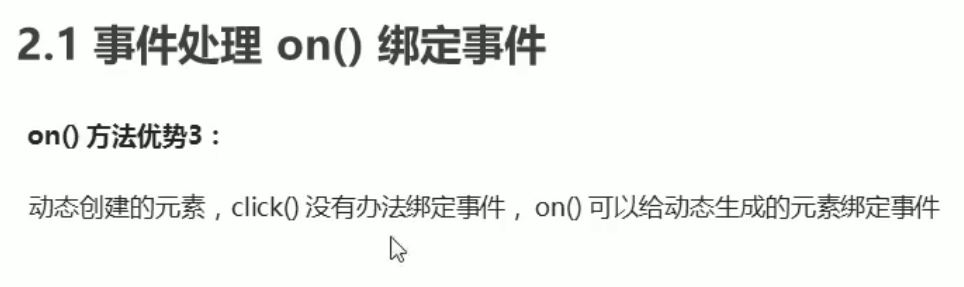 2.1 事件处理 on() 绑定事件
on() 方法优势3：
动态创建的元素，click() 没有办法绑定事件， on() 可以给动态生成的元素绑定事件